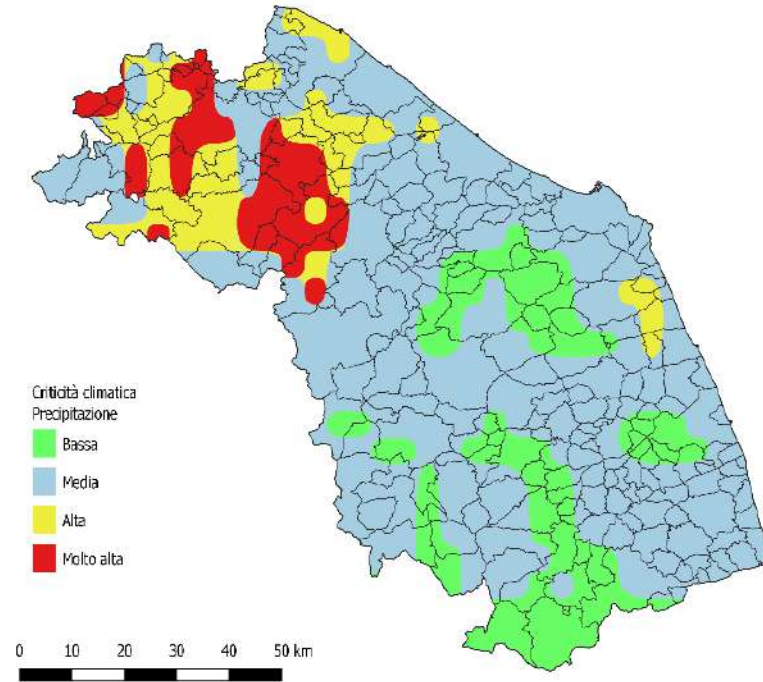 Criticità climatica
Precipitazione
Bassa
Media
Alta
Molto alta
0 10 20 30 40 50 km